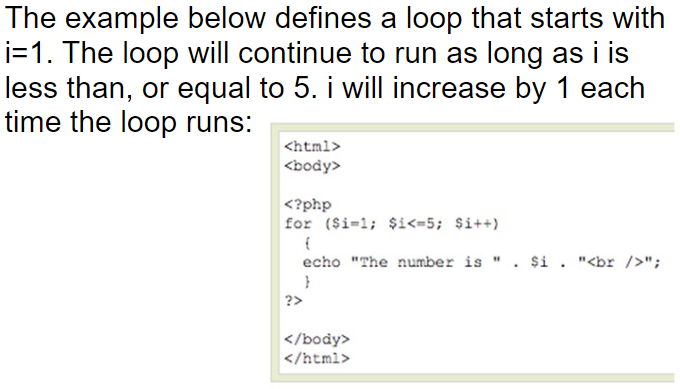 The example below defines a loop that starts with
i=1. The loop will continue to run as long as i is
less than, or equal to 5. i will increase by 1 each
time the loop runs:
<html>
<body>
<?php
for ($i=1; $i<=5; $i++)
{
echo "The number is " . $i . "<br />";
}
?>
</body>
</html>